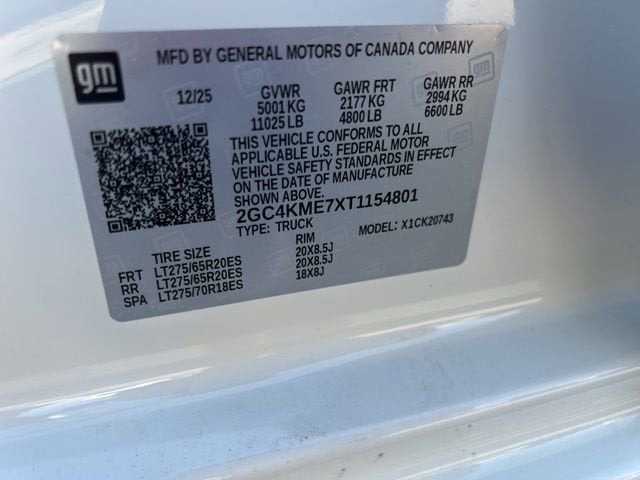 gm
MFD BY GENERAL MOTORS OF CANADA COMPANY
12/25 GVWR GAWR FRT GAWR RR
5001 KG 2177 KG 2994 KG
11025 LB 4800 LB 6600 LB
THIS VEHICLE CONFORMS TO ALL
APPLICABLE U.S. FEDERAL MOTOR
VEHICLE SAFETY STANDARDS IN EFFECT
ON THE DATE OF MANUFACTURE
SHOWN ABOVE.
2GC4KME7XT1154801
TYPE: TRUCK MODEL: X1CK20743
TIRE SIZE RIM
FRT LT275/65R20ES 20X8.5J
RR LT275/65R20ES 20X8.5J
SPA LT275/70R18ES 18X8J